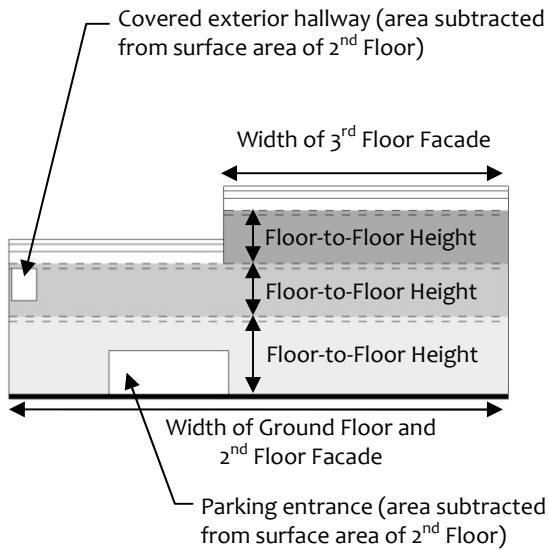 Covered exterior hallway (area subtracted
from surface area of 2nd Floor)
Width of 3rd Floor Facade
Floor-to-Floor Height
Floor-to-Floor Height
Floor-to-Floor Height
Width of Ground Floor and
2nd Floor Facade
Parking entrance (area subtracted
from surface area of 2nd Floor)